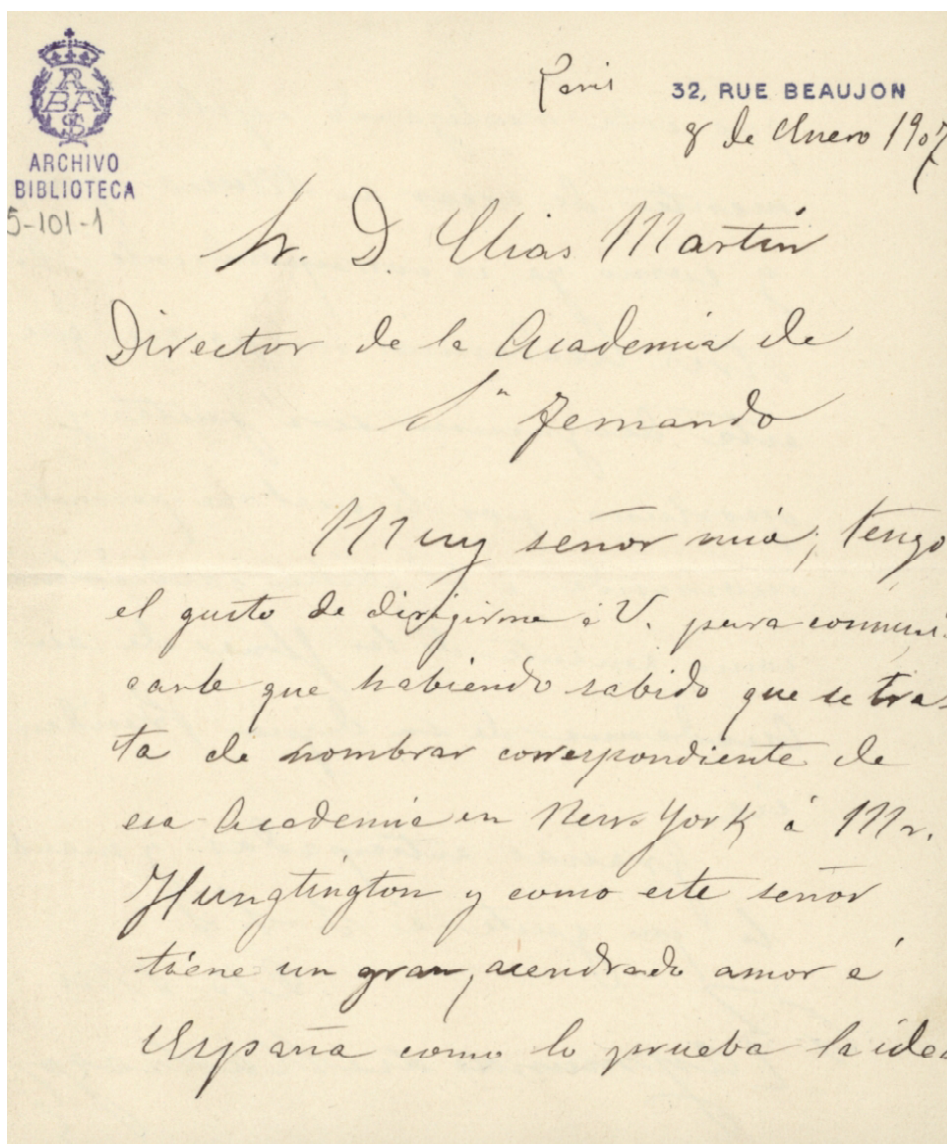 RBASF
ARCHIVO
BIBLIOTECA
5-101-1
Paris 32, RUE BEAUJON
8 de Enero 1907
Sr. D. Elias Martín
Director de la Academia de
Sn Fernando
Muy señor mio; tengo
el gusto de dirigirme á V. para comuni-
carle que habiendo sabido que se tra-
ta de nombrar correspondiente de
esa Academia en New York á Mr.
Hungtington y como este señor
tiene un gran, acendrado amor á
España como lo prueba la idea